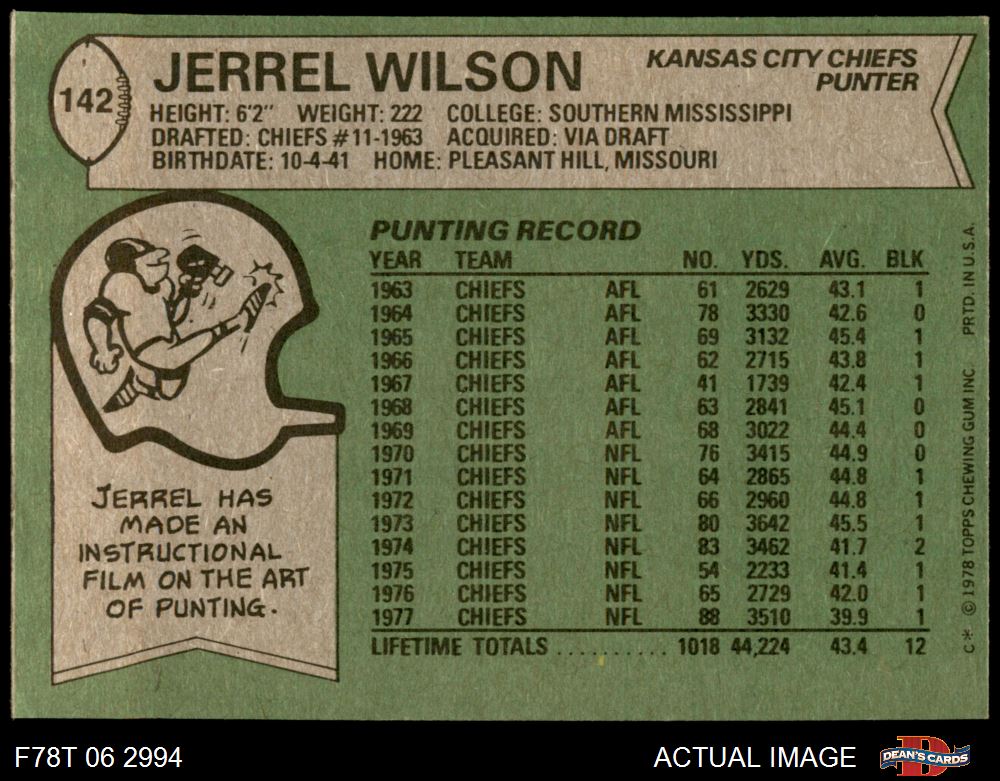 142
JERREL WILSON
KANSAS CITY CHIEFS
PUNTER
HEIGHT: 6'2" WEIGHT: 222 COLLEGE: SOUTHERN MISSISSIPPI
DRAFTED: CHIEFS #11-1963 ACQUIRED: VIA DRAFT
BIRTHDATE: 10-4-41 HOME: PLEASANT HILL, MISSOURI
PUNTING RECORD
YEAR TEAM NO. YDS. AVG. BLK
1963 CHIEFS AFL 61 2629 43.1 1
1964 CHIEFS AFL 78 3330 42.6 0
1965 CHIEFS AFL 69 3132 45.4 1
1966 CHIEFS AFL 62 2715 43.8 1
1967 CHIEFS AFL 41 1739 42.4 1
1968 CHIEFS AFL 63 2841 45.1 0
1969 CHIEFS AFL 68 3022 44.4 0
1970 CHIEFS NFL 76 3415 44.9 0
1971 CHIEFS NFL 64 2865 44.8 1
1972 CHIEFS NFL 66 2960 44.8 1
1973 CHIEFS NFL 80 3642 45.5 1
1974 CHIEFS NFL 83 3462 41.7 2
1975 CHIEFS NFL 54 2233 41.4 1
1976 CHIEFS NFL 65 2729 42.0 1
1977 CHIEFS NFL 88 3510 39.9 1
LIFETIME TOTALS .......... 1018 44,224 43.4 12
JERREL HAS
MADE AN
INSTRUCTIONAL
FILM ON THE ART
OF PUNTING.
C* © 1978 TOPPS CHEWING GUM INC. PRTD. IN U.S.A.
F78T 06 2994
ACTUAL IMAGE
D
DEAN'S CARDS